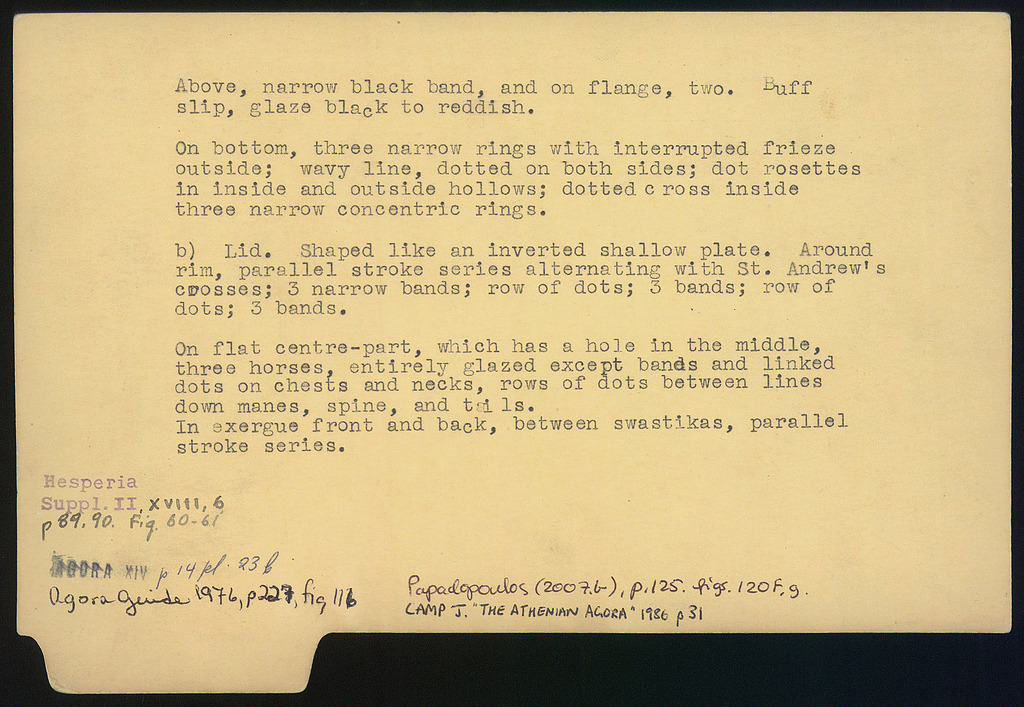 Above, narrow black band, and on flange, two. Buff
slip, glaze black to reddish.
On bottom, three narrow rings with interrupted frieze
outside; wavy line, dotted on both sides; dot rosettes
in inside and outside hollows; dotted cross inside
three narrow concentric rings.
b) Lid. Shaped like an inverted shallow plate. Around
rim, parallel stroke series alternating with St. Andrew's
crosses; 3 narrow bands; row of dots; 3 bands; row of
dots; 3 bands.
On flat centre-part, which has a hole in the middle,
three horses, entirely glazed except bands and linked
dots on chests and necks, rows of dots between lines
down manes, spine, and tails.
In exergue front and back, between swastikas, parallel
stroke series.
Hesperia
Suppl. II, XVIII, 6
p 89, 90. Fig. 60-61
AGORA XIV p 14 pl. 23 b
Agora Guide 1976, p 227, fig 116
Papadopoulos (2007.b), p. 125. figs. 120 F, g.
CAMP J. "THE ATHENIAN AGORA" 1986 p 31